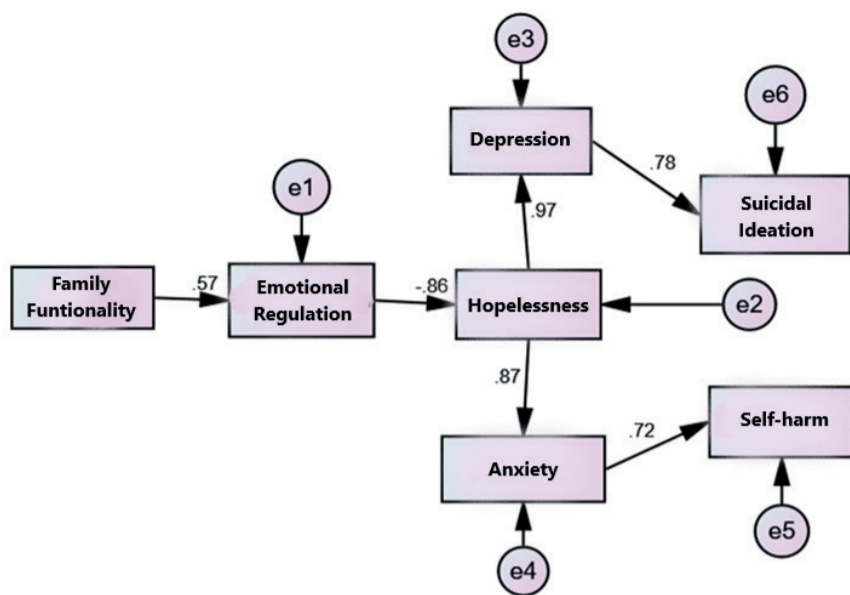 e3
e6
Depression
.78
e1
Suicidal
Ideation
.97
Family
Funtionality
.57
Emotional
Regulation
-.86
Hopelessness
e2
.87
Self-harm
.72
Anxiety
e5
e4